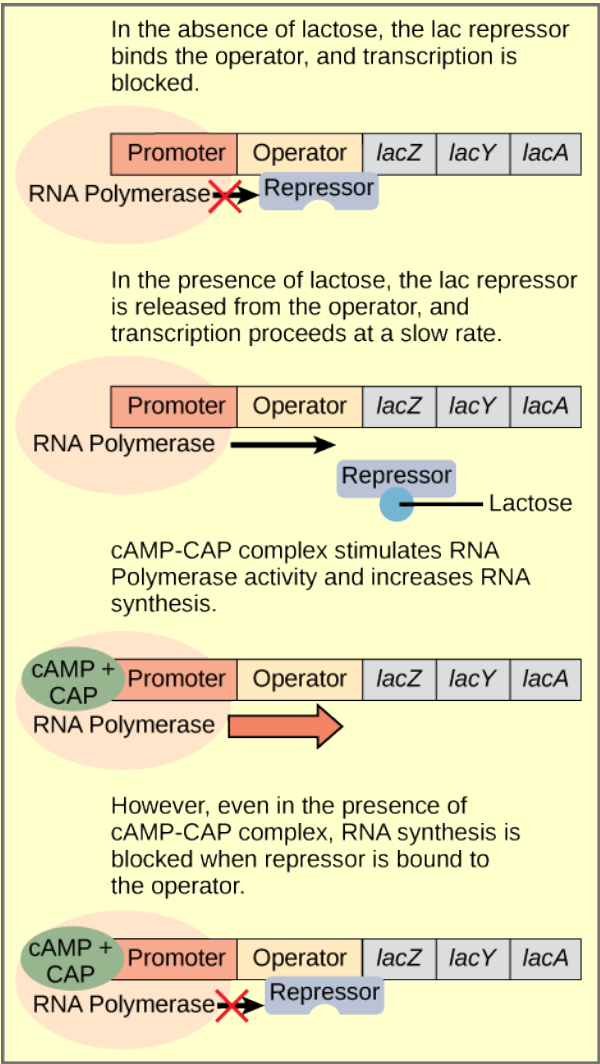 In the absence of lactose, the lac repressor
binds the operator, and transcription is
blocked.
Promoter Operator lacZ lacY lacA
RNA Polymerase Repressor
In the presence of lactose, the lac repressor
is released from the operator, and
transcription proceeds at a slow rate.
Promoter Operator lacZ lacY lacA
RNA Polymerase
Repressor
Lactose
cAMP-CAP complex stimulates RNA
Polymerase activity and increases RNA
synthesis.
cAMP +
CAP
Promoter Operator lacZ lacY lacA
RNA Polymerase
However, even in the presence of
cAMP-CAP complex, RNA synthesis is
blocked when repressor is bound to
the operator.
cAMP +
CAP
Promoter Operator lacZ lacY lacA
RNA Polymerase Repressor